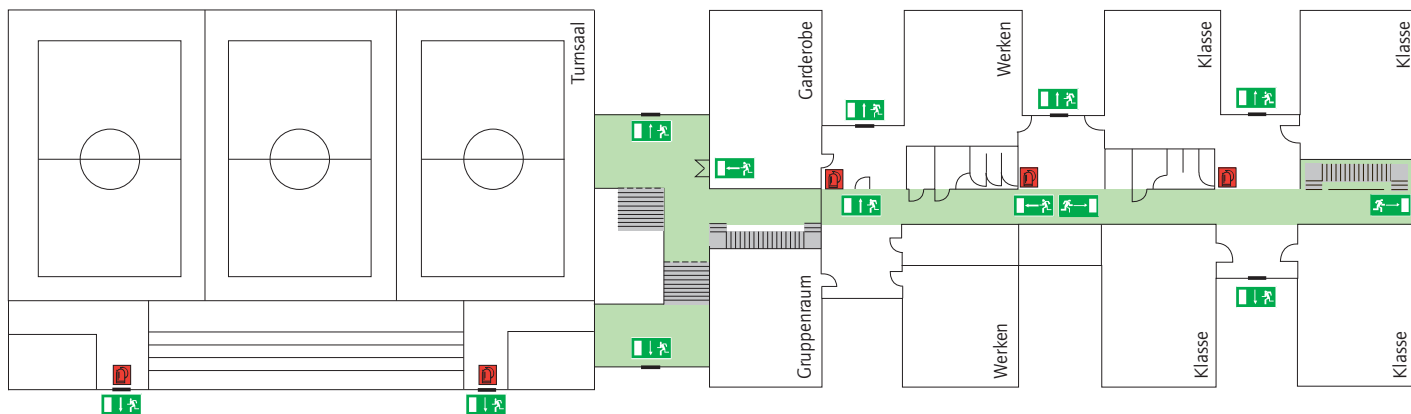 Turnsaal
Garderobe
Werken
Klasse
Klasse
Gruppenraum
Werken
Klasse
Klasse